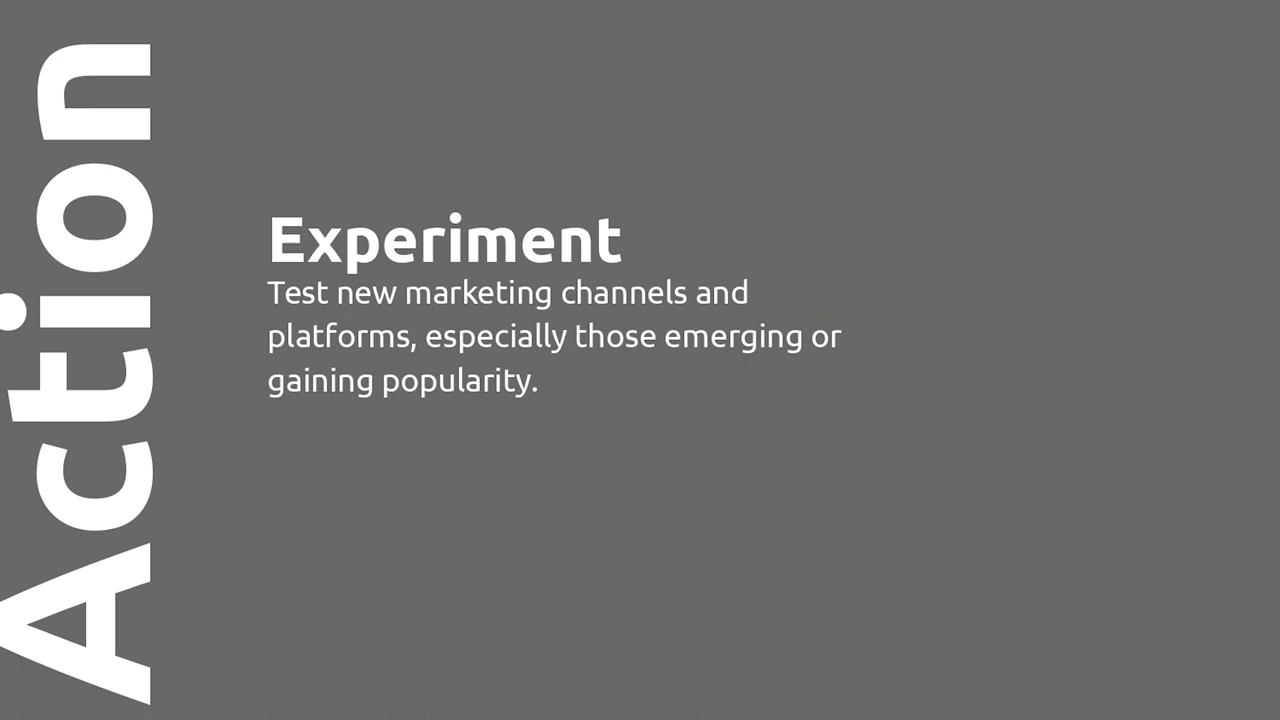 Action
Experiment
Test new marketing channels and
platforms, especially those emerging or
gaining popularity.